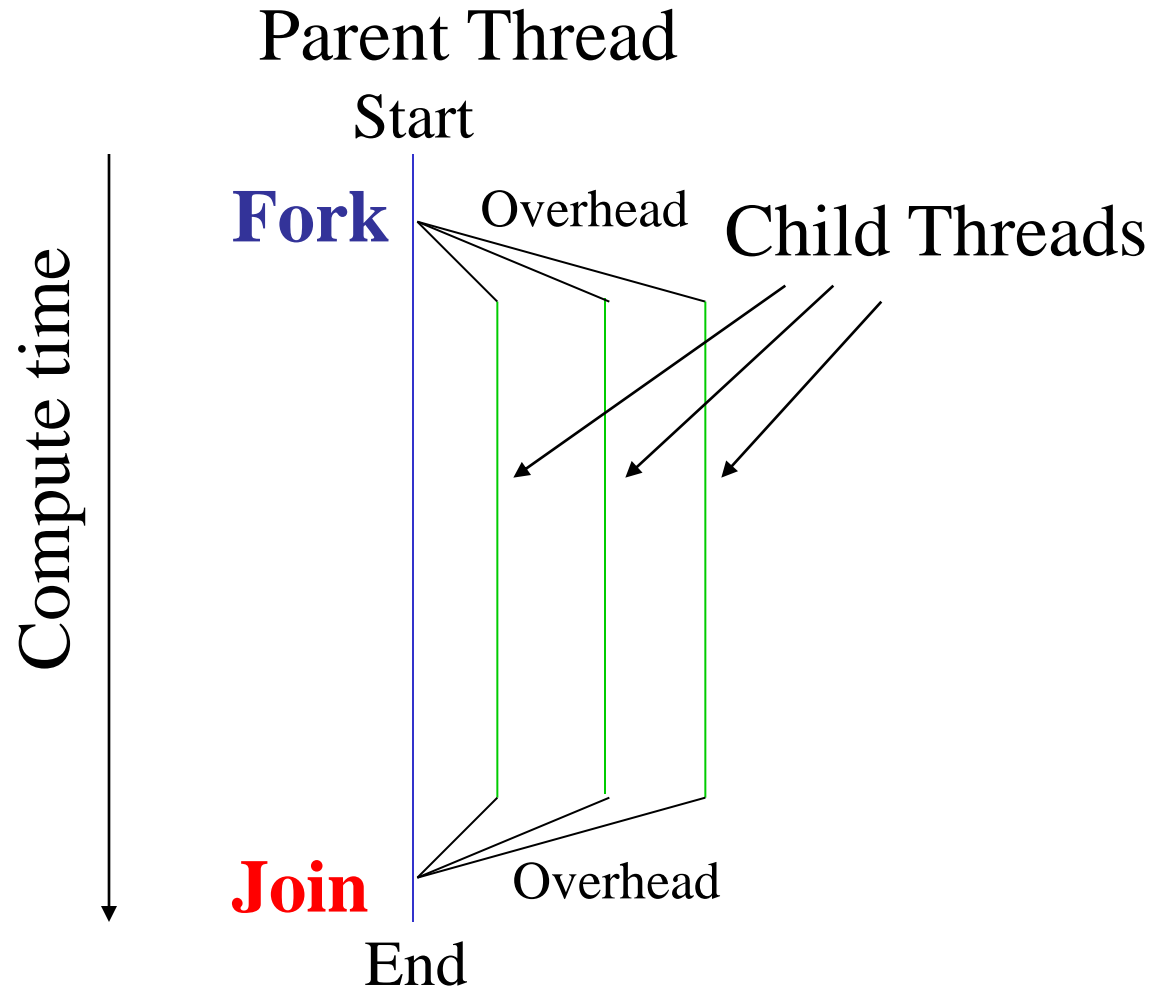 Parent Thread
Start
Fork
Overhead
Child Threads
Compute time
Join
Overhead
End